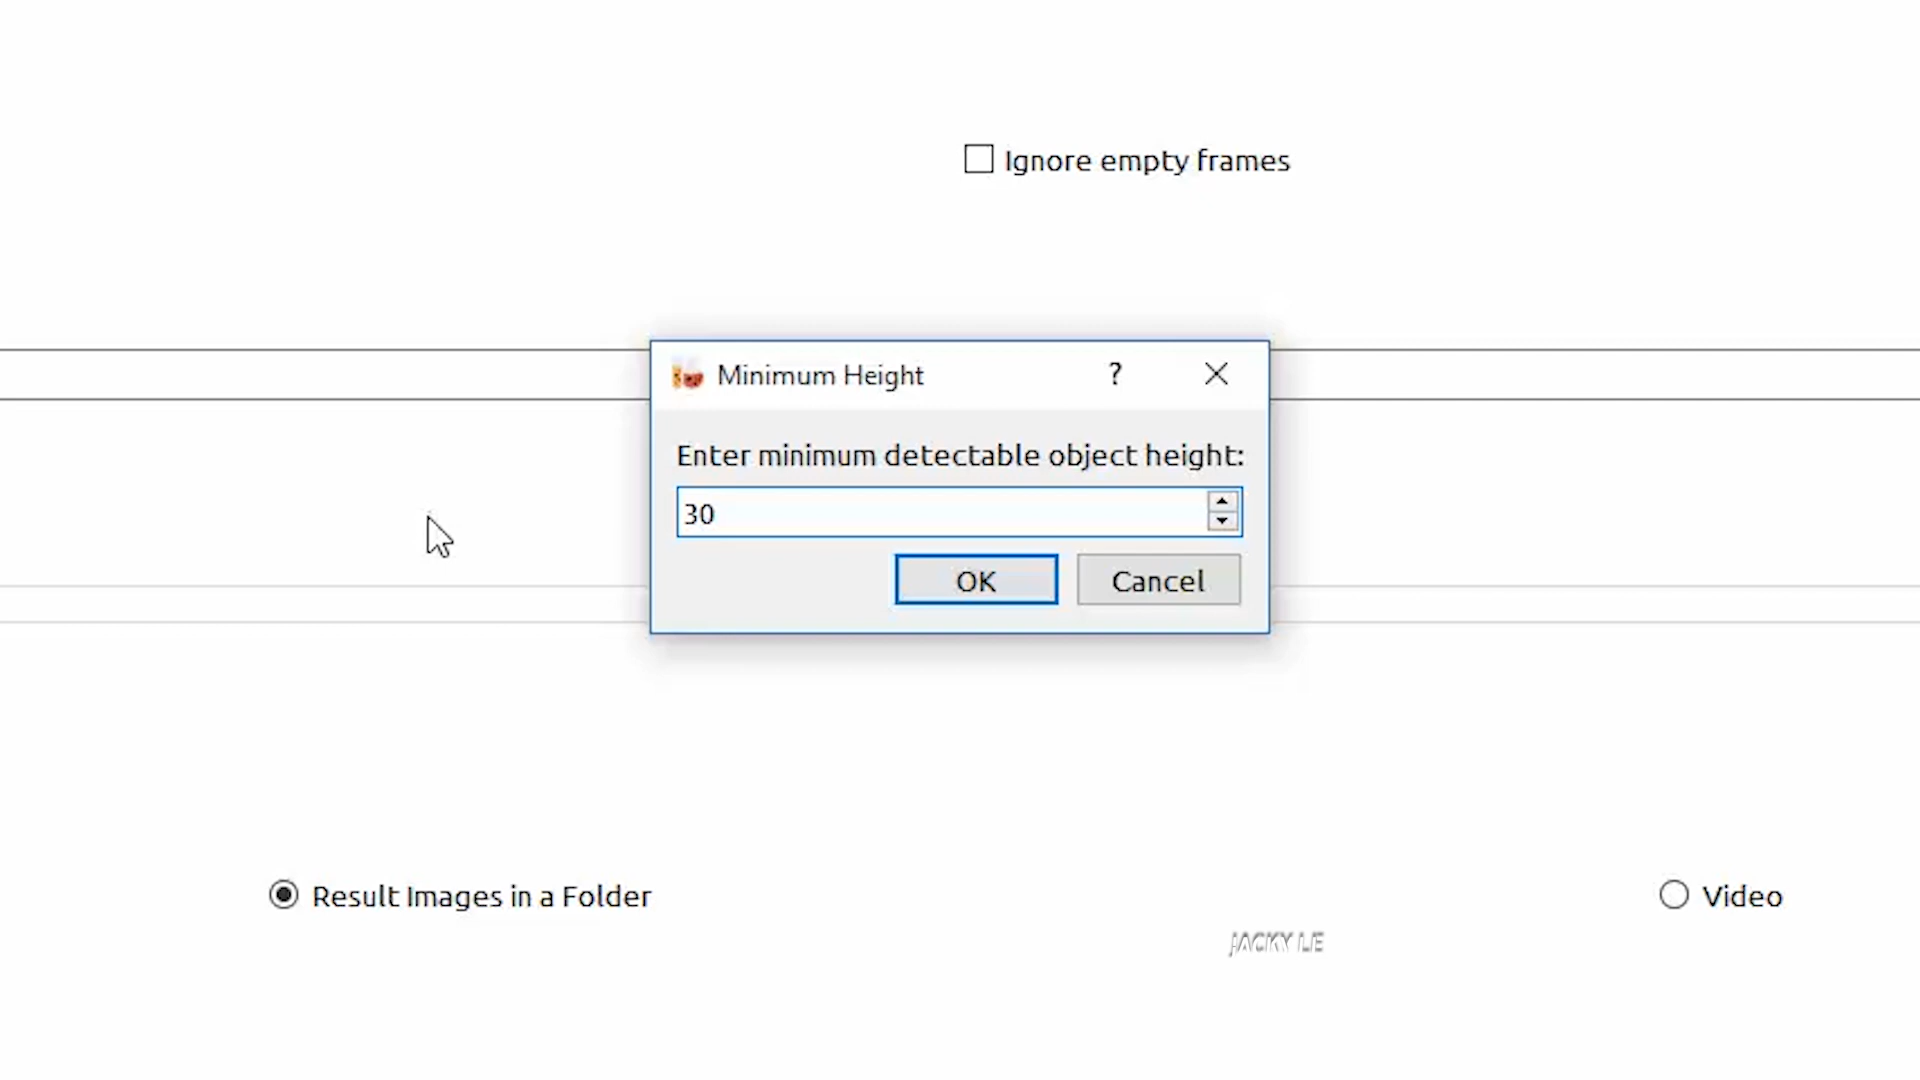 Ignore empty frames
Minimum Height
?
Enter minimum detectable object height:
30
OK
Cancel
Result Images in a Folder
Video
JACKY LE